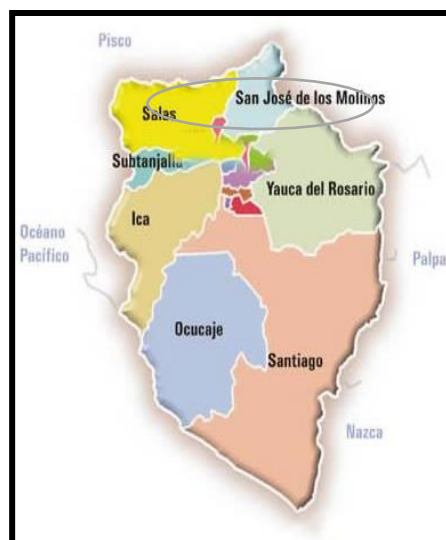 Pisco
San José de los Molinos
Salas
Subtanjalla
Yauca del Rosario
Ica
Océano
Pacífico
Palpa
Ocucaje
Santiago
Nazca